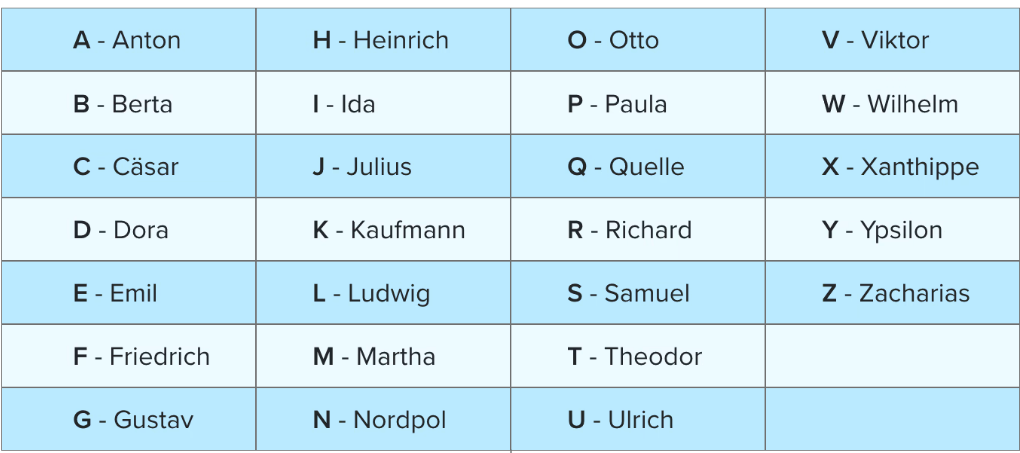 A - Anton H - Heinrich O - Otto V - Viktor
B - Berta I - Ida P - Paula W - Wilhelm
C - Cäsar J - Julius Q - Quelle X - Xanthippe
D - Dora K - Kaufmann R - Richard Y - Ypsilon
E - Emil L - Ludwig S - Samuel Z - Zacharias
F - Friedrich M - Martha T - Theodor
G - Gustav N - Nordpol U - Ulrich